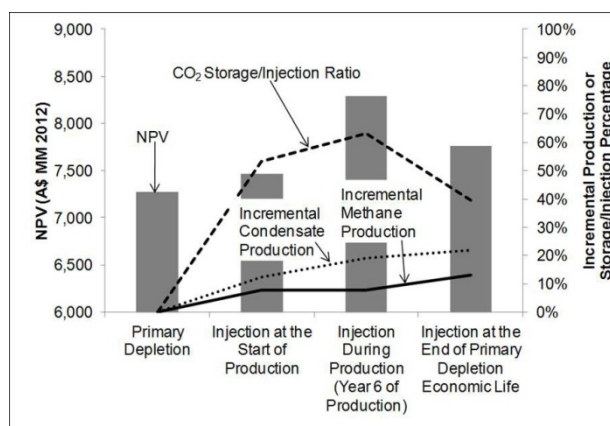 9,000
8,500
8,000
7,500
7,000
6,500
6,000
NPV (A$ MM 2012)
CO2 Storage/Injection Ratio
NPV
Incremental
Condensate
Production
Incremental
Methane
Production
100%
90%
80%
70%
60%
50%
40%
30%
20%
10%
0%
Incremental Production or
Storage/Injection Percentage
Primary
Depletion
Injection at the
Start of
Production
Injection
During
Production
(Year 6 of
Production)
Injection at the
End of Primary
Depletion
Economic Life